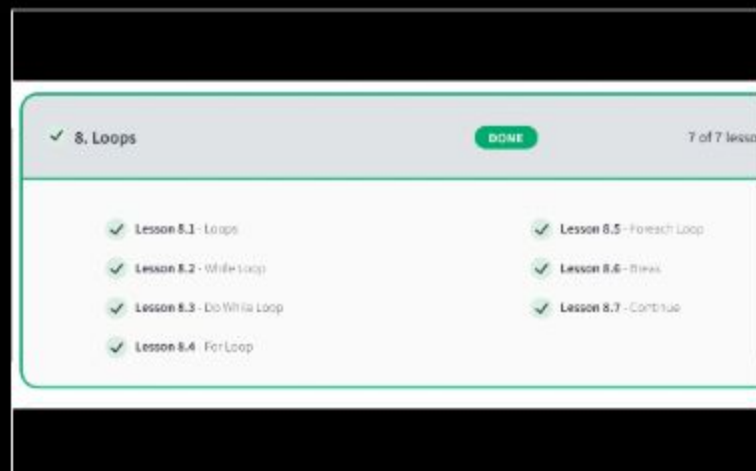 8. Loops
DONE
7 of 7
Lesson 8.1 - Loops
Lesson 8.2 - While Loop
Lesson 8.3 - Do While Loop
Lesson 8.4 - For Loop
Lesson 8.5 - Foreach Loop
Lesson 8.6 - Break
Lesson 8.7 - Continue